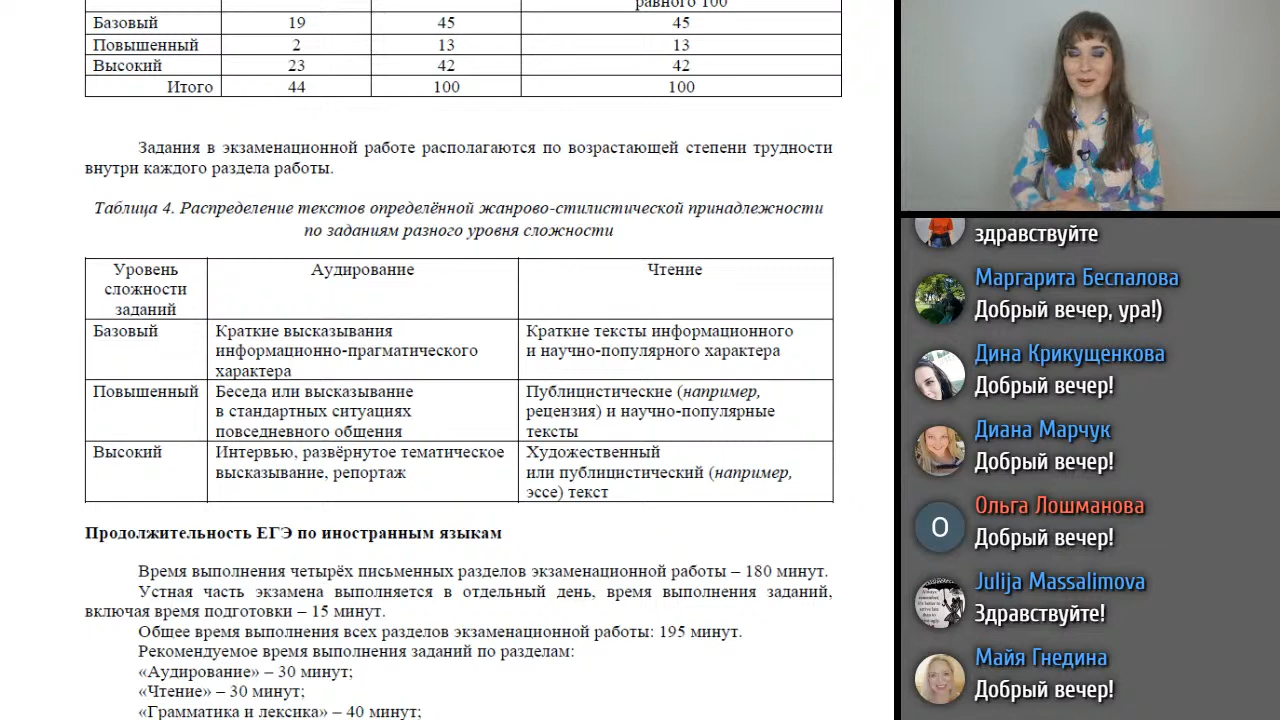 равного 100
Базовый 19 45 45
Повышенный 2 13 13
Высокий 23 42 42
Итого 44 100 100
Задания в экзаменационной работе располагаются по возрастающей степени трудности
внутри каждого раздела работы.
Таблица 4. Распределение текстов определённой жанрово-стилистической принадлежности
по заданиям разного уровня сложности
Уровень
сложности
заданий
Аудирование
Чтение
Базовый
Краткие высказывания
информационно-прагматического
характера
Краткие тексты информационного
и научно-популярного характера
Повышенный
Беседа или высказывание
в стандартных ситуациях
повседневного общения
Публицистические (например,
рецензия) и научно-популярные
тексты
Высокий
Интервью, развёрнутое тематическое
высказывание, репортаж
Художественный
или публицистический (например,
эссе) текст
Продолжительность ЕГЭ по иностранным языкам
Время выполнения четырёх письменных разделов экзаменационной работы – 180 минут.
Устная часть экзамена выполняется в отдельный день, время выполнения заданий,
включая время подготовки – 15 минут.
Общее время выполнения всех разделов экзаменационной работы: 195 минут.
Рекомендуемое время выполнения заданий по разделам:
«Аудирование» – 30 минут;
«Чтение» – 30 минут;
«Грамматика и лексика» – 40 минут;
здравствуйте
Маргарита Беспалова
Добрый вечер, ура!)
Дина Крикущенкова
Добрый вечер!
Диана Марчук
Добрый вечер!
О
Ольга Лошманова
Добрый вечер!
Julija Massalimova
Здравствуйте!
Майя Гнедина
Добрый вечер!